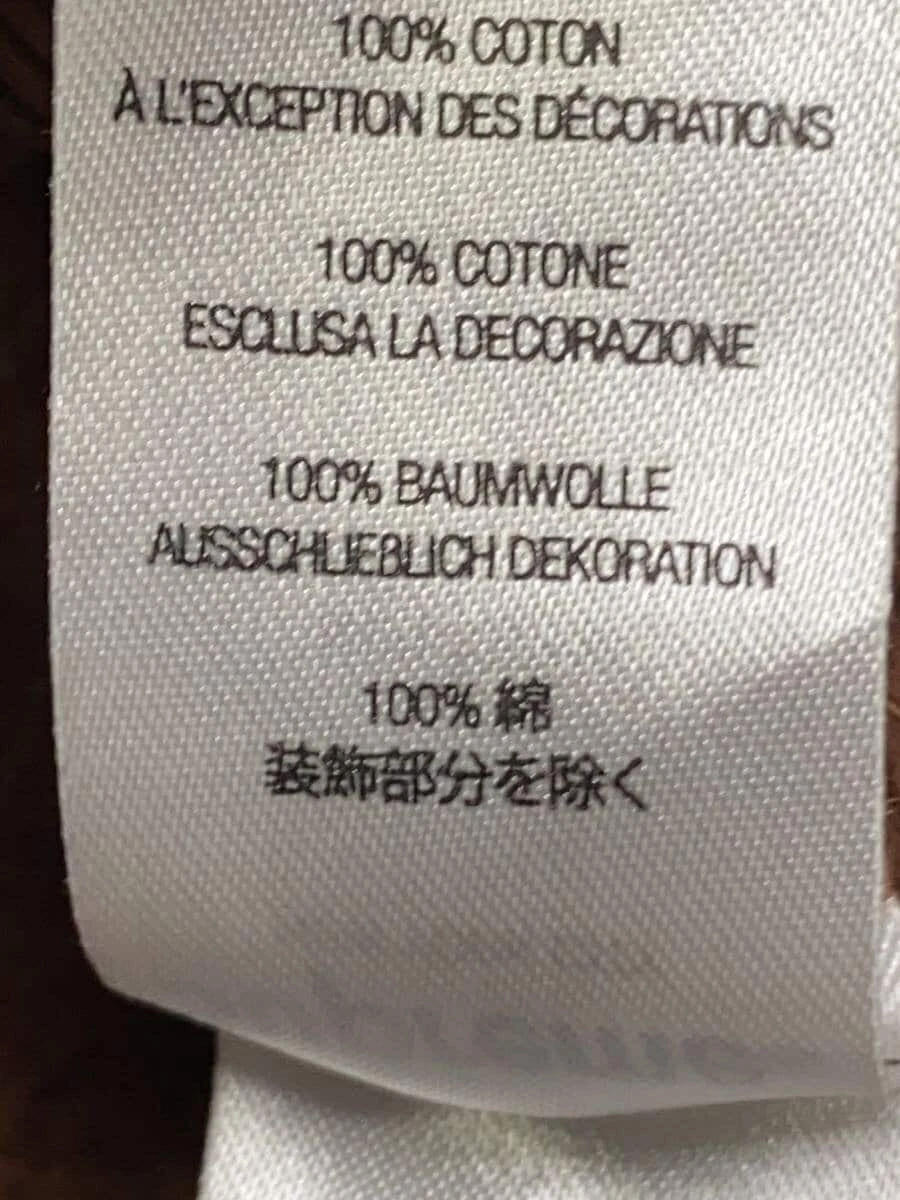 100% COTON
À L'EXCEPTION DES DÉCORATIONS
100% COTONE
ESCLUSA LA DECORAZIONE
100% BAUMWOLLE
AUSSCHLIEBLICH DEKORATION
100% 綿
装飾部分を除く